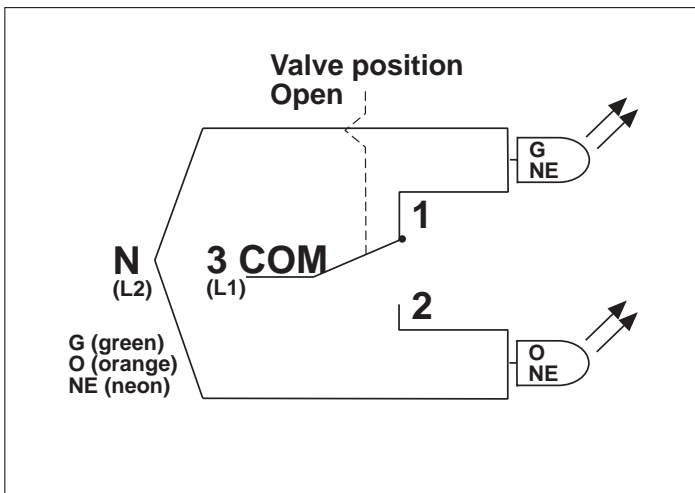 Valve position
Open
G
NE
1
N
(L2)
3 COM
(L1)
2
G (green)
O (orange)
NE (neon)
O
NE